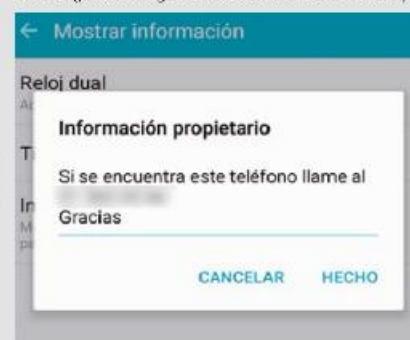 ← Mostrar información
Reloj dual
Información propietario
Si se encuentra este teléfono llame al
Gracias
CANCELAR HECHO